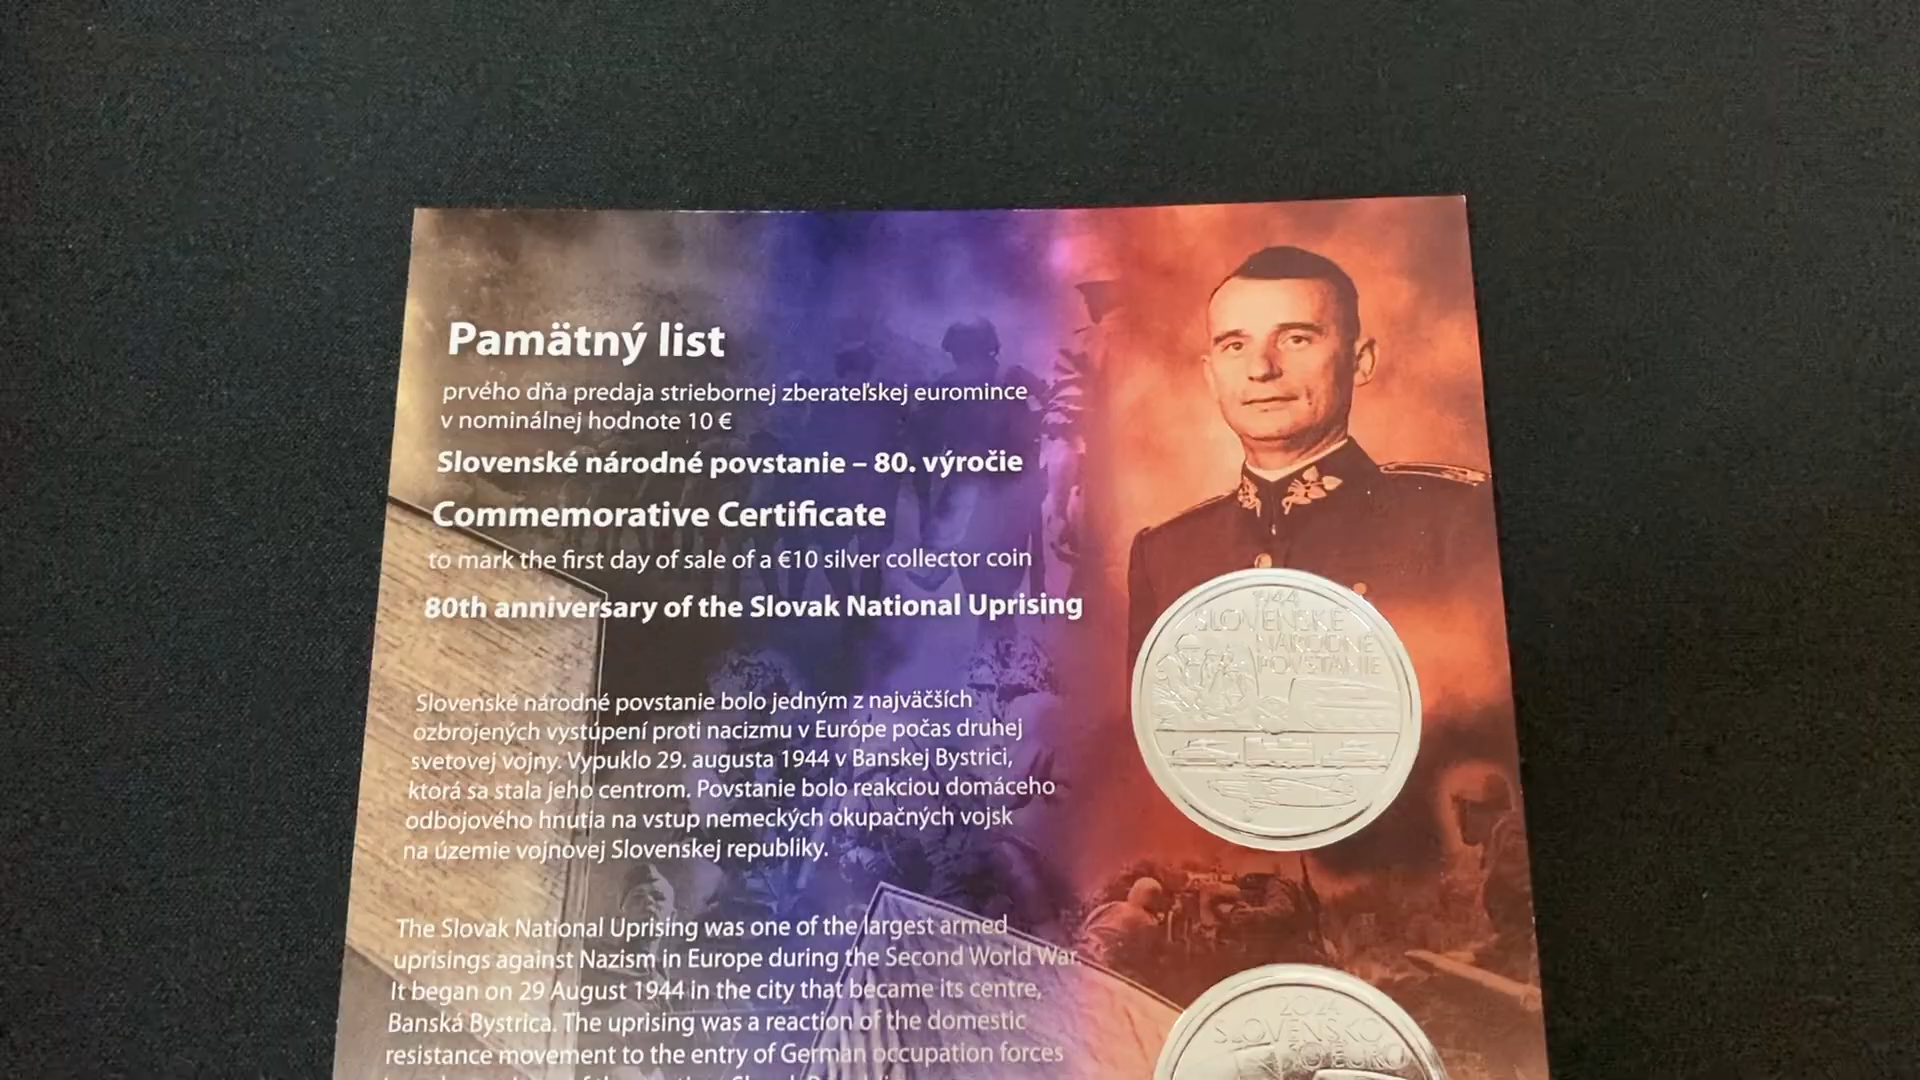 Pamätný list
prvého dňa predaja striebornej zberateľskej euromince
v nominálnej hodnote 10 €
Slovenské národné povstanie – 80. výročie
Commemorative Certificate
to mark the first day of sale of a €10 silver collector coin
80th anniversary of the Slovak National Uprising
1944
SLOVENSKÉ
NÁRODNÉ
POVSTANIE
Slovenské národné povstanie bolo jedným z najväčších
ozbrojených vystúpení proti nacizmu v Európe počas druhej
svetovej vojny. Vypuklo 29. augusta 1944 v Banskej Bystrici,
ktorá sa stala jeho centrom. Povstanie bolo reakciou domáceho
odbojového hnutia na vstup nemeckých okupačných vojsk
na územie vojnovej Slovenskej republiky.
The Slovak National Uprising was one of the largest armed
uprisings against Nazism in Europe during the Second World War.
It began on 29 August 1944 in the city that became its centre,
Banská Bystrica. The uprising was a reaction of the domestic
resistance movement to the entry of German occupation forces
2024
SLOVENSKO
10 EURO